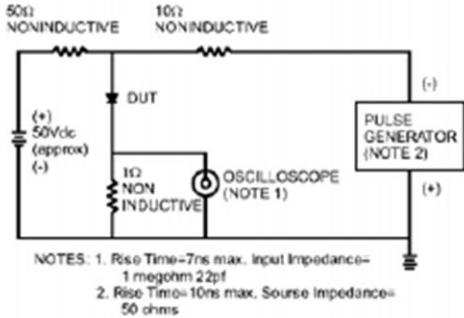 50Ω
NONINDUCTIVE
10Ω
NONINDUCTIVE
(+)
50Vdc
(approx)
(-)
DUT
1Ω
NON
INDUCTIVE
OSCILLOSCOPE
(NOTE 1)
(-)
PULSE
GENERATOR
(NOTE 2)
(+)
NOTES: 1. Rise Time=7ns max. Input Impedance=
1 megohm 22pf
2. Rise Time=10ns max. Sourse Impedance=
50 ohms